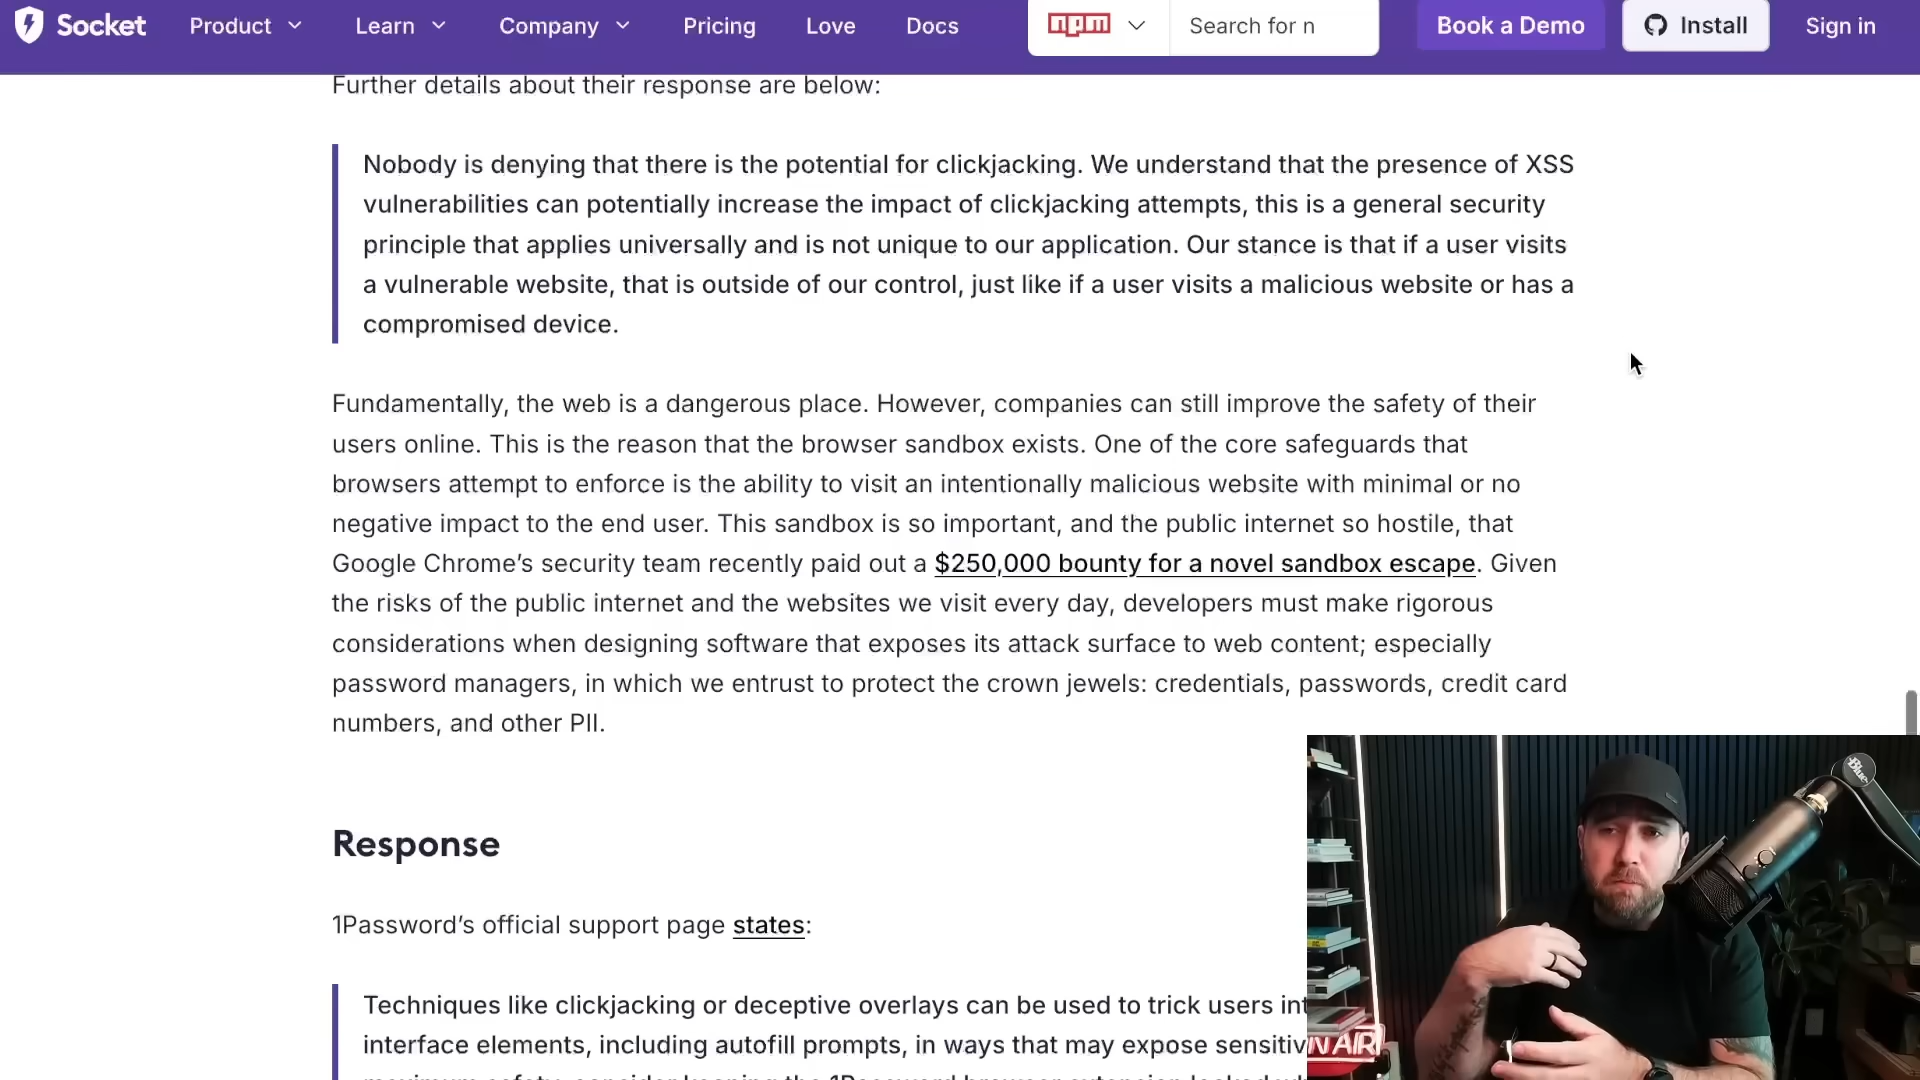 Socket Product Learn Company Pricing Love Docs npm Search for n Book a Demo Install Sign in
Further details about their response are below:
Nobody is denying that there is the potential for clickjacking. We understand that the presence of XSS
vulnerabilities can potentially increase the impact of clickjacking attempts, this is a general security
principle that applies universally and is not unique to our application. Our stance is that if a user visits
a vulnerable website, that is outside of our control, just like if a user visits a malicious website or has a
compromised device.
Fundamentally, the web is a dangerous place. However, companies can still improve the safety of their
users online. This is the reason that the browser sandbox exists. One of the core safeguards that
browsers attempt to enforce is the ability to visit an intentionally malicious website with minimal or no
negative impact to the end user. This sandbox is so important, and the public internet so hostile, that
Google Chrome’s security team recently paid out a $250,000 bounty for a novel sandbox escape. Given
the risks of the public internet and the websites we visit every day, developers must make rigorous
considerations when designing software that exposes its attack surface to web content; especially
password managers, in which we entrust to protect the crown jewels: credentials, passwords, credit card
numbers, and other PII.
Response
1Password’s official support page states:
Techniques like clickjacking or deceptive overlays can be used to trick users int
interface elements, including autofill prompts, in ways that may expose sensitiv
Blue
N AIR